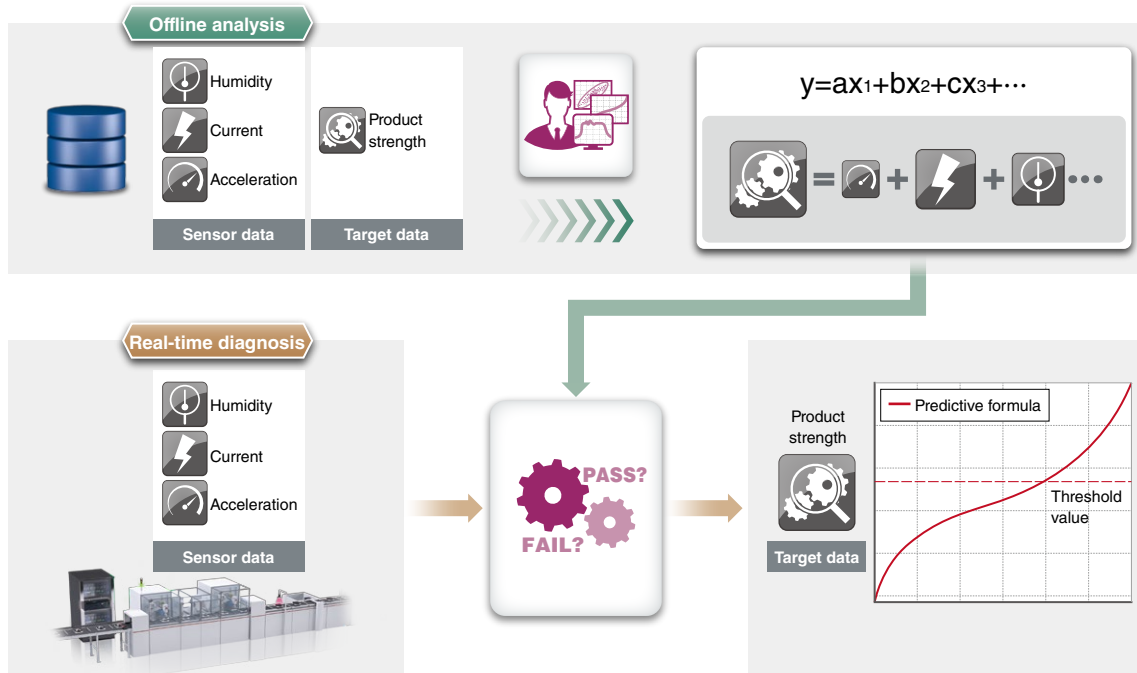 Offline analysis
Humidity
Current
Acceleration
Sensor data
Product
strength
Target data
y=ax1+bx2+cx3+···
=
+
+
•••
Real-time diagnosis
Humidity
Current
Acceleration
Sensor data
PASS?
FAIL?
Product
strength
Target data
Predictive formula
Threshold
value